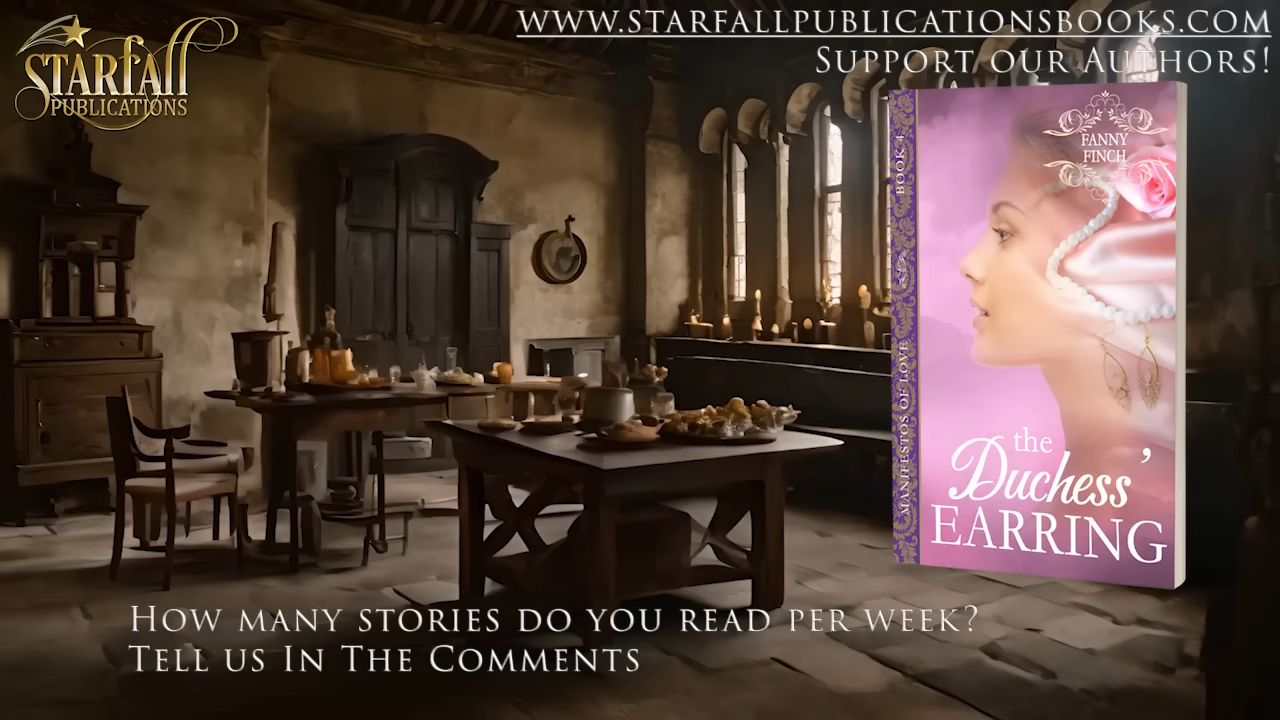 STARfAll
PUBLICATIONS
WWW.STARFALLPUBLICATIONSBOOKS.COM
SUPPORT OUR AUTHORS!
BOOK 4
MANIFESTOS OF LOVE
FANNY
FINCH
the
Duchess'
EARRING
HOW MANY STORIES DO YOU READ PER WEEK?
TELL US IN THE COMMENTS